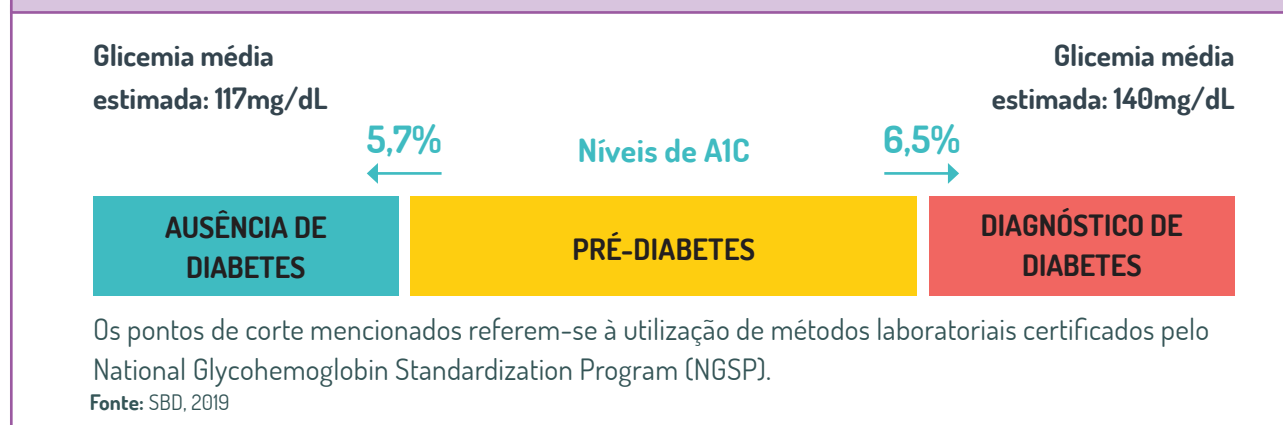 Glicemia média
estimada: 117mg/dL
Glicemia média
estimada: 140mg/dL
5,7%
Níveis de A1C
6,5%
AUSÊNCIA DE
DIABETES
PRÉ-DIABETES
DIAGNÓSTICO DE
DIABETES
Os pontos de corte mencionados referem-se à utilização de métodos laboratoriais certificados pelo
National Glycohemoglobin Standardization Program (NGSP).
Fonte: SBD, 2019